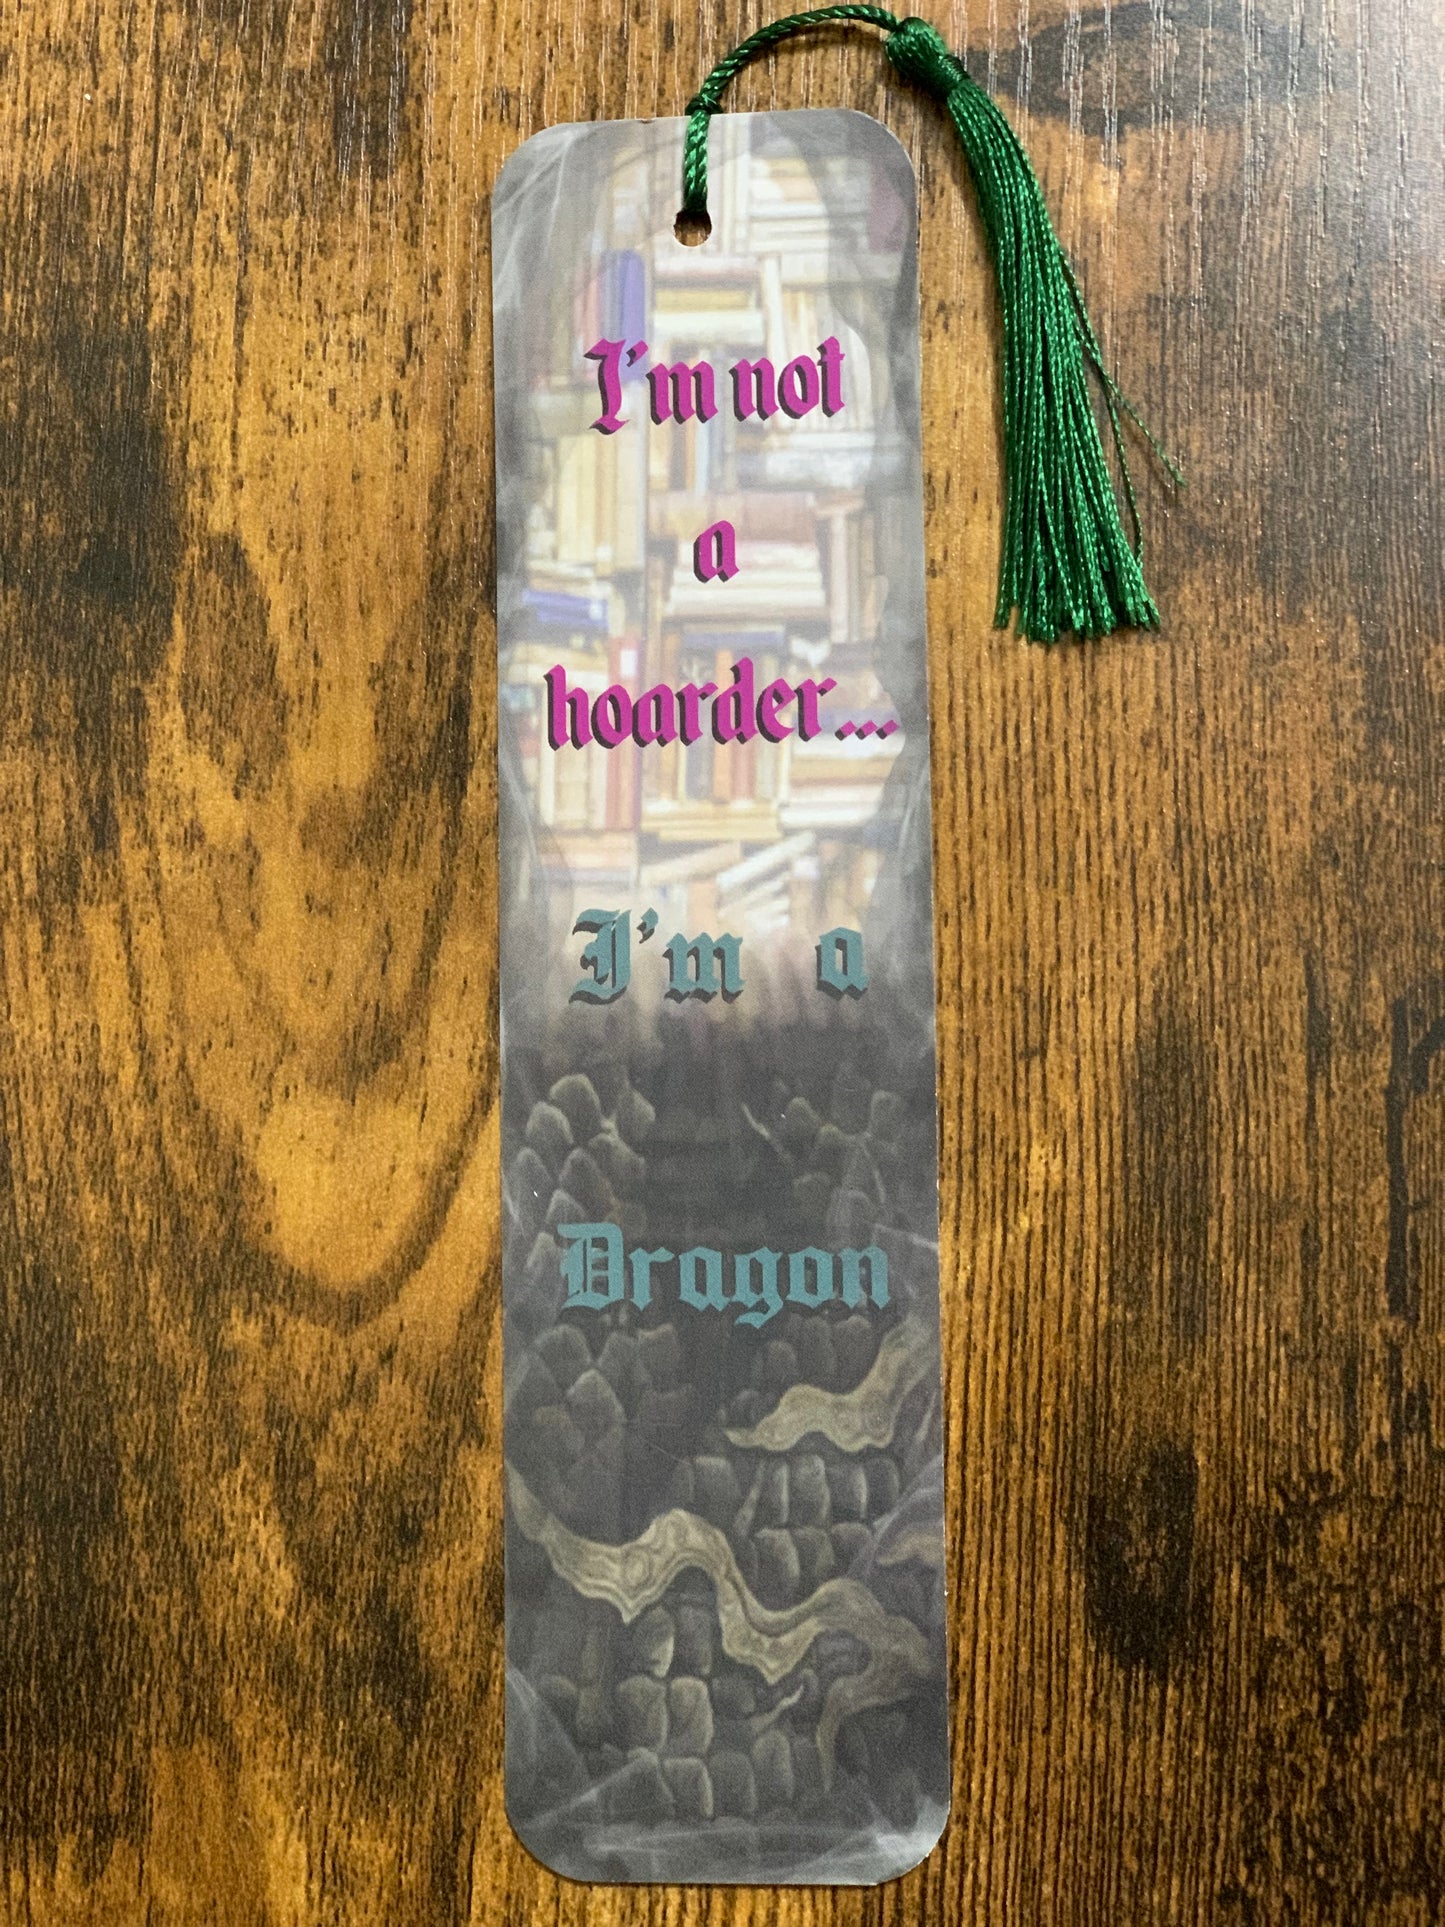 I'm not
a
hoarder...
I'm a
Dragon